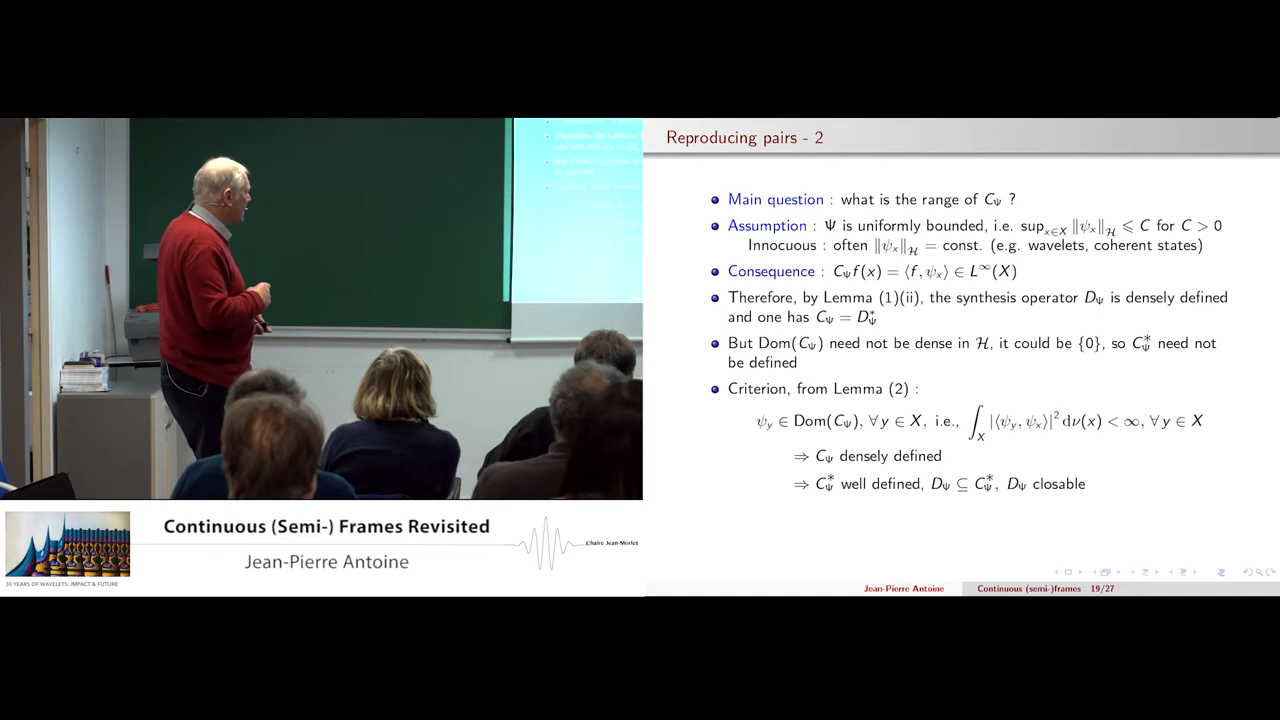 Reproducing pairs - 2
Main question : what is the range of C_Ψ ?
Assumption : Ψ is uniformly bounded, i.e. sup_{x∈X} ‖ψ_x‖_ℋ ⩽ C for C > 0
Innocuous : often ‖ψ_x‖_ℋ = const. (e.g. wavelets, coherent states)
Consequence : C_Ψ f(x) = ⟨f, ψ_x⟩ ∈ L^∞(X)
Therefore, by Lemma (1)(ii), the synthesis operator D_Ψ is densely defined
and one has C_Ψ = D_Ψ^*
But Dom(C_Ψ) need not be dense in ℋ, it could be {0}, so C_Ψ^* need not
be defined
Criterion, from Lemma (2) :
ψ_y ∈ Dom(C_Ψ), ∀ y ∈ X, i.e., ∫_X |⟨ψ_y, ψ_x⟩|² dν(x) < ∞, ∀ y ∈ X
⇒ C_Ψ densely defined
⇒ C_Ψ^* well defined, D_Ψ ⊆ C_Ψ^*, D_Ψ closable
Jean-Pierre Antoine
Continuous (semi-)frames 19/27
Continuous (Semi-) Frames Revisited
Jean-Pierre Antoine
Chaire Jean-Morlet
30 YEARS OF WAVELETS: IMPACT & FUTURE